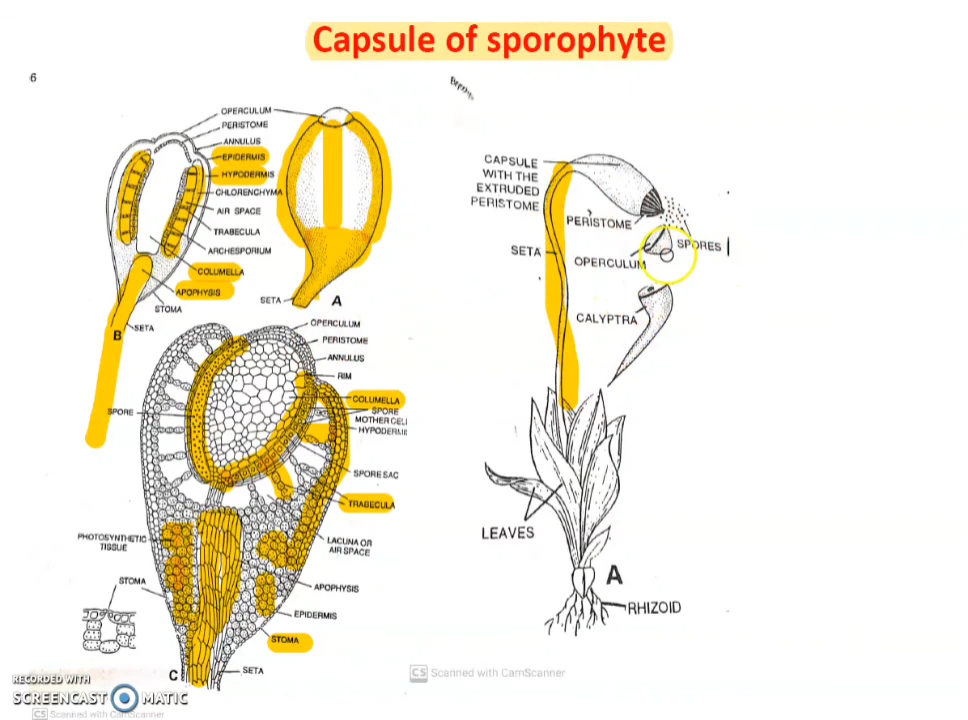 Capsule of sporophyte
6
OPERCULUM
PERISTOME
ANNULUS
EPIDERMIS
HYPODERMIS
CHLORENCHYMA
AIR SPACE
TRABECULA
ARCHESPORIUM
COLUMELLA
APOPHYSIS
STOMA
SETA
B
SETA
A
OPERCULUM
PERISTOME
ANNULUS
RIM
COLUMELLA
SPORE
MOTHER CELL
HYPODERMIS
SPORE SAC
TRABECULA
LACUNA OR
AIR SPACE
APOPHYSIS
EPIDERMIS
STOMA
SETA
C
SPORE
PHOTOSYNTHETIC
TISSUE
STOMA
CAPSULE
WITH THE
EXTRUDED
PERISTOME
PERISTOME
SETA
SPORES
OPERCULUM
CALYPTRA
LEAVES
A
RHIZOID
CS Scanned with CamScanner
RECORDED WITH
SCREENCAST MATIC
CS Scanned with CamScanner